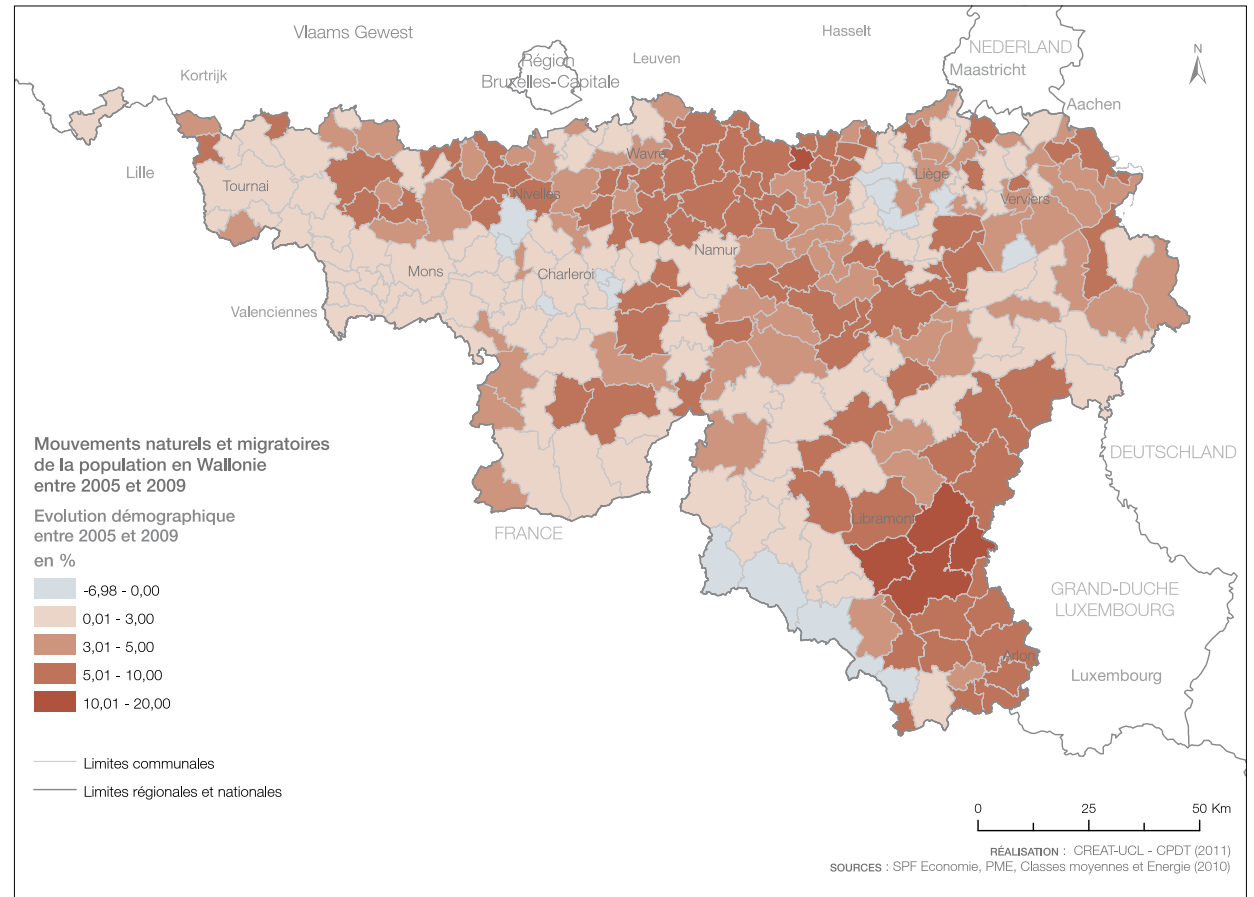 Vlaams Gewest
Hasselt
NEDERLAND
Maastricht
N
Région
Bruxelles-Capitale
Leuven
Kortrijk
Aachen
Lille
Wavre
Liège
Tournai
Nivelles
Verviers
Namur
Mons
Charleroi
Valenciennes
Mouvements naturels et migratoires
de la population en Wallonie
entre 2005 et 2009
Evolution démographique
entre 2005 et 2009
en %
-6,98 - 0,00
0,01 - 3,00
3,01 - 5,00
5,01 - 10,00
10,01 - 20,00
Limites communales
Limites régionales et nationales
DEUTSCHLAND
Libramont
FRANCE
GRAND-DUCHE
LUXEMBOURG
Arlon
Luxembourg
0 25 50 Km
RÉALISATION : CREAT-UCL - CPDT (2011)
SOURCES : SPF Economie, PME, Classes moyennes et Energie (2010)